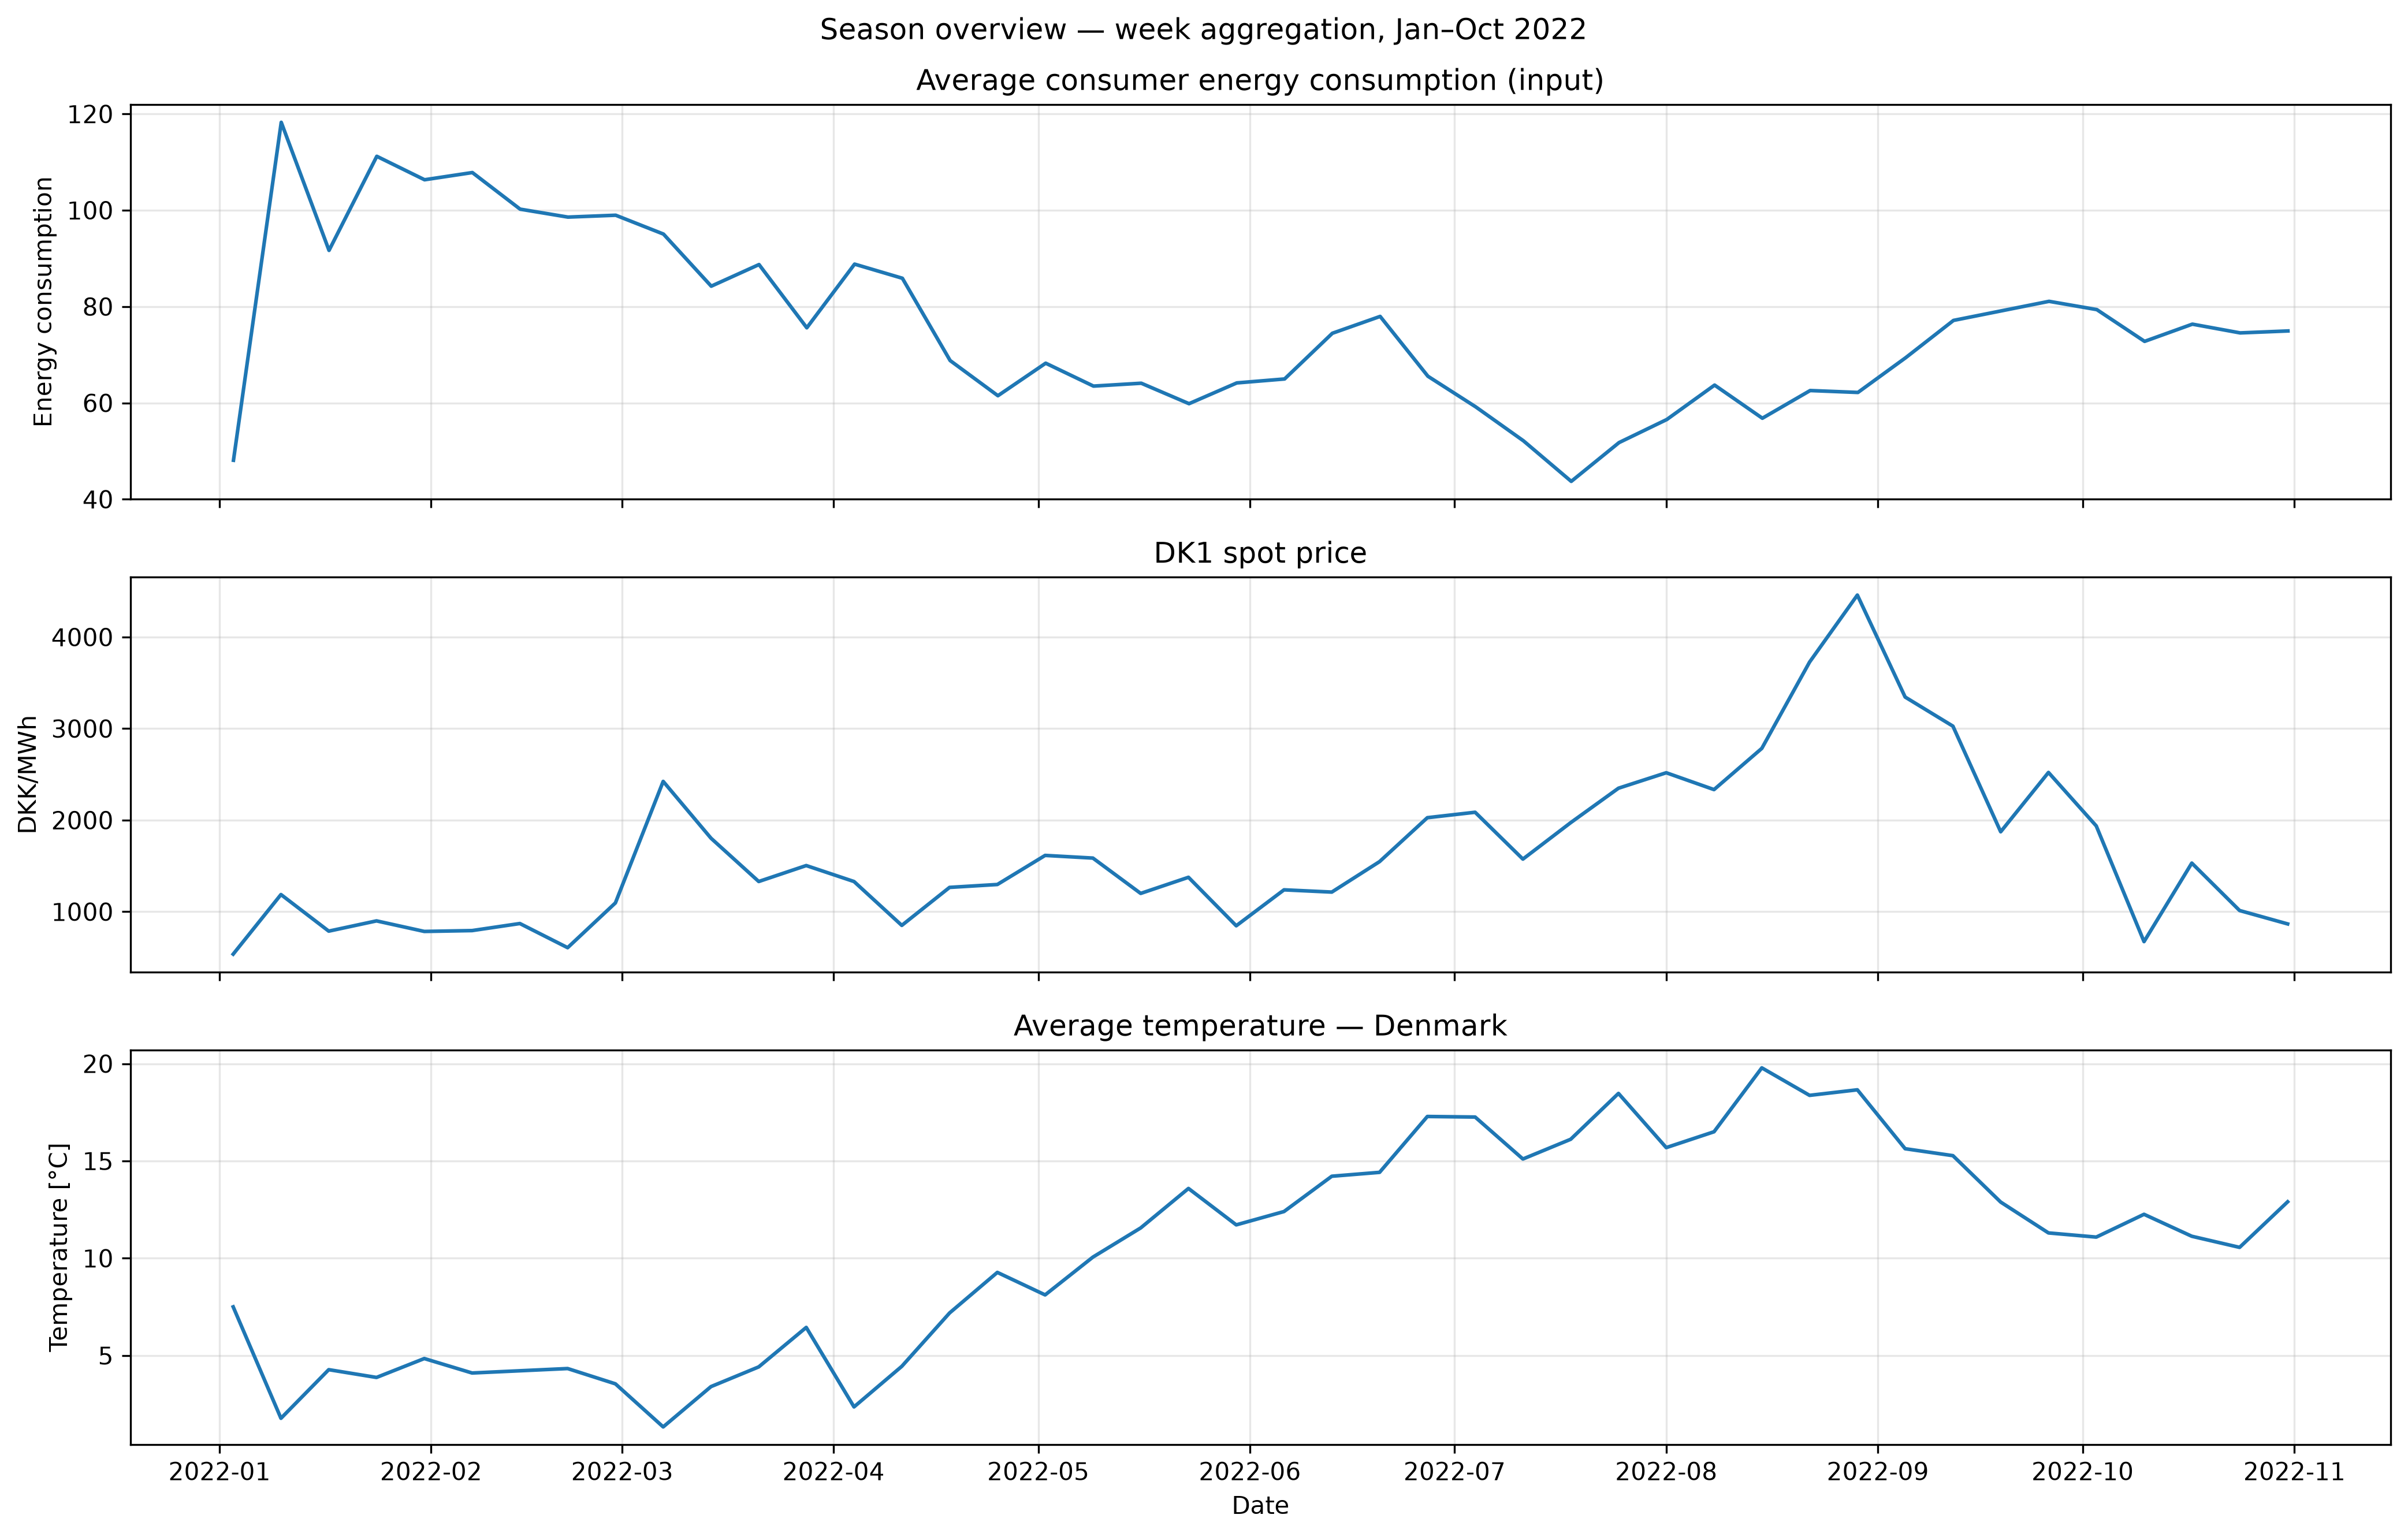 Season overview — week aggregation, Jan–Oct 2022
Average consumer energy consumption (input)
Energy consumption
120
100
80
60
40
DK1 spot price
DKK/MWh
4000
3000
2000
1000
Average temperature — Denmark
Temperature [°C]
20
15
10
5
2022-01 2022-02 2022-03 2022-04 2022-05 2022-06 2022-07 2022-08 2022-09 2022-10 2022-11
Date